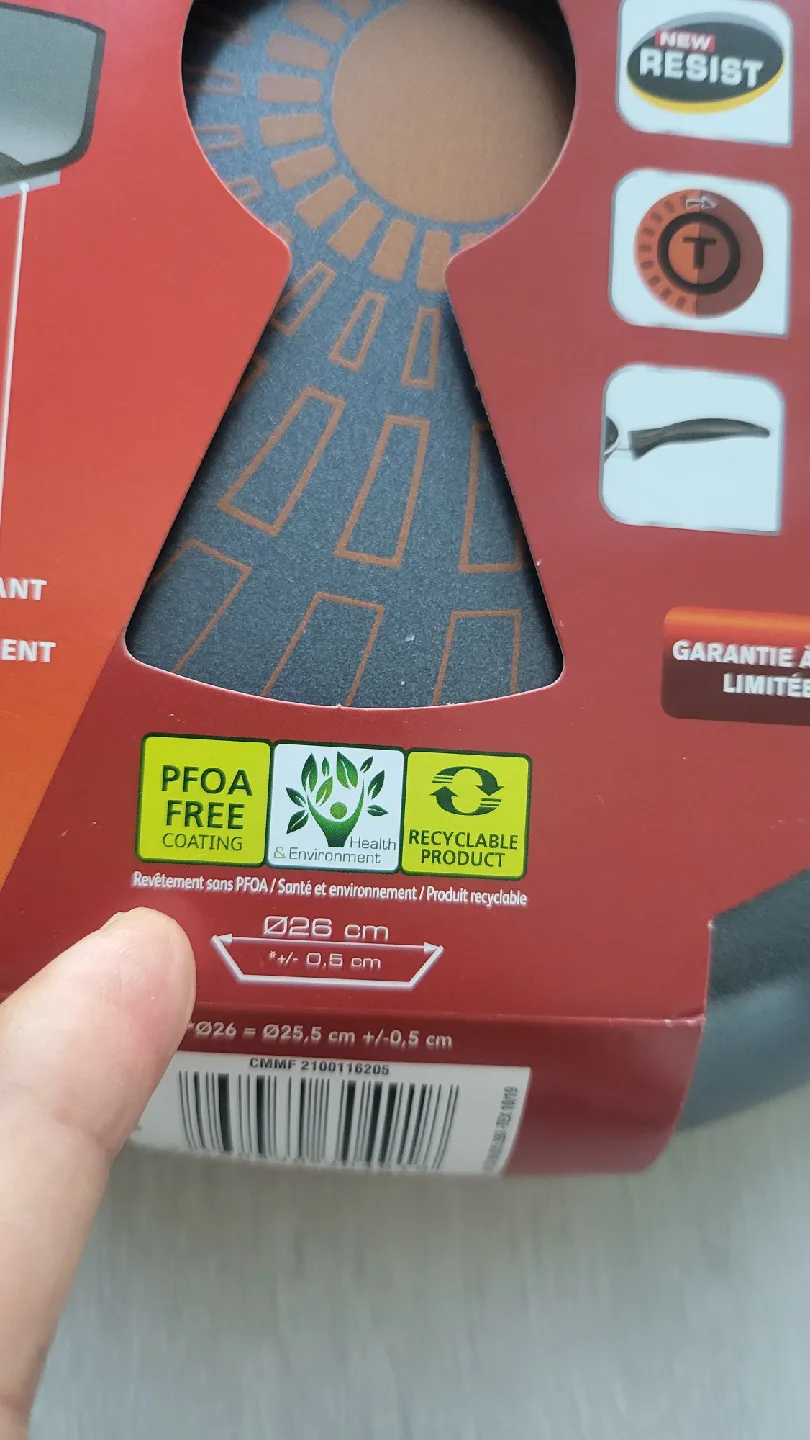 NEW
RESIST
T
ANT
ENT
GARANTIE À
LIMITÉE
PFOA
FREE
COATING
Health
& Environment
RECYCLABLE
PRODUCT
Revêtement sans PFOA / Santé et environnement / Produit recyclable
Ø26 cm
*+/- 0,5 cm
*Ø26 = Ø25,5 cm +/-0,5 cm
CMMF 2100116205